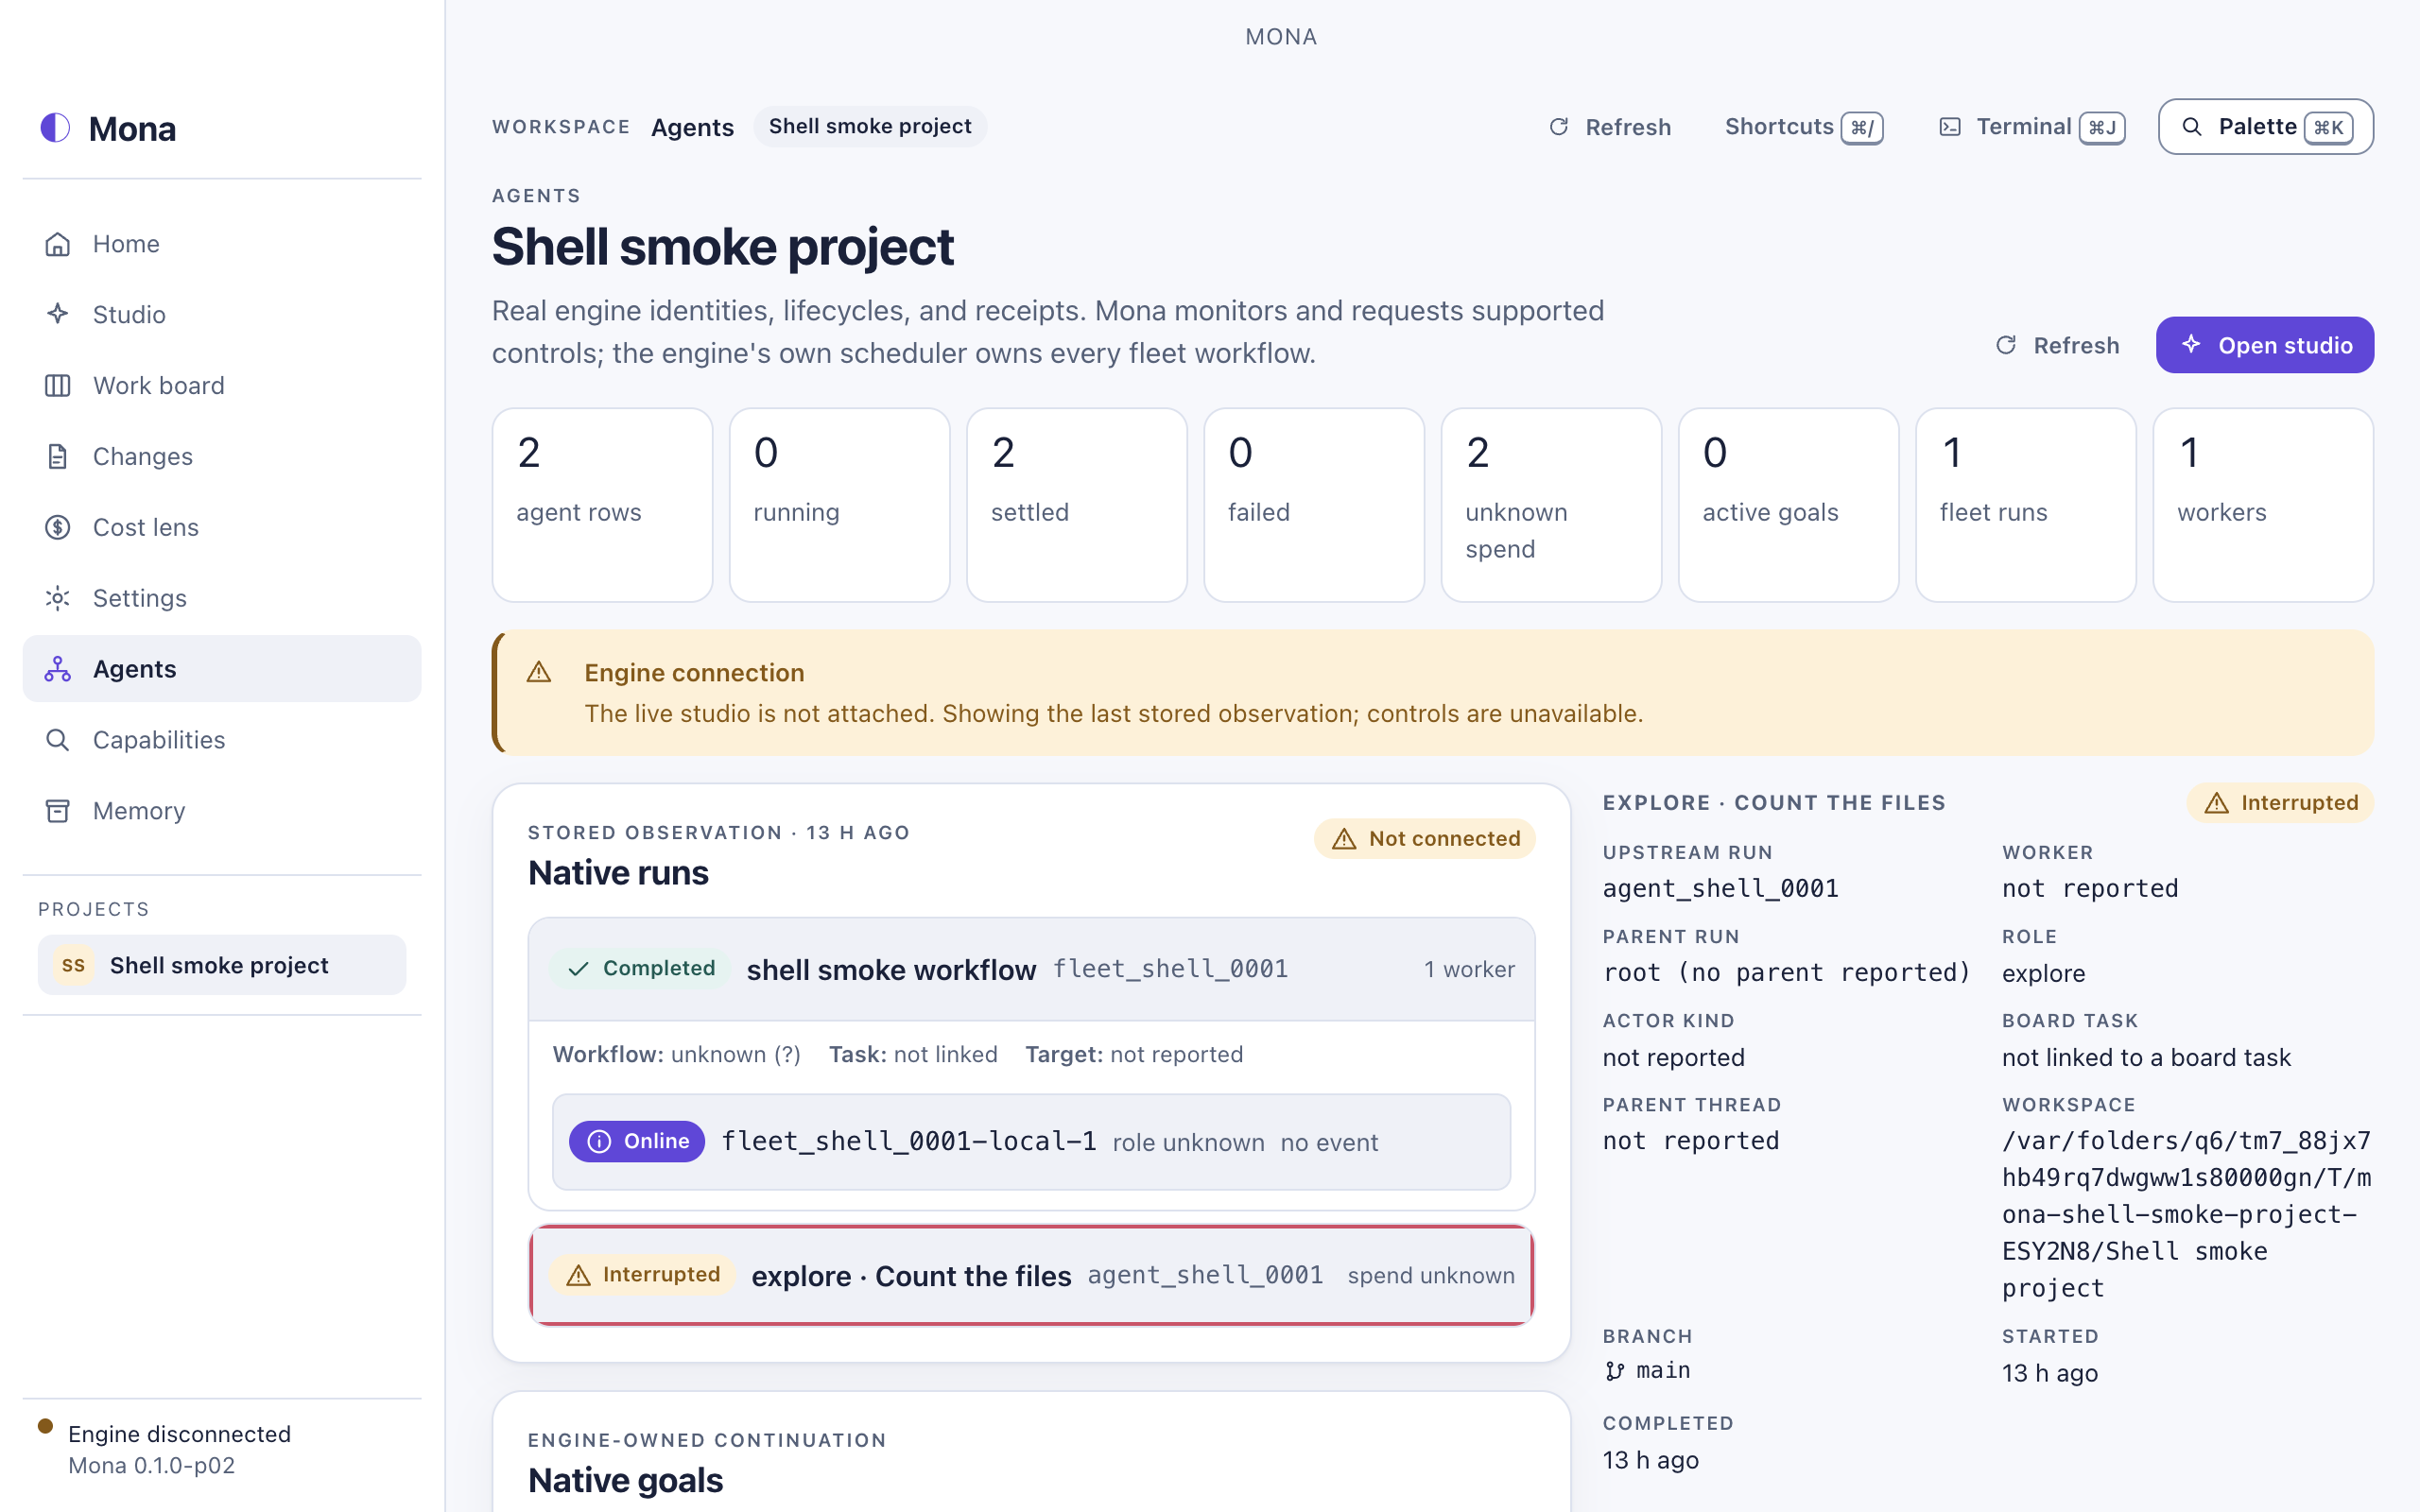 MONA
Mona
Home
Studio
Work board
Changes
Cost lens
Settings
Agents
Capabilities
Memory
PROJECTS
SS Shell smoke project
Engine disconnected
Mona 0.1.0-p02
WORKSPACE Agents Shell smoke project
Refresh Shortcuts ⌘/ Terminal ⌘J Palette ⌘K
AGENTS
Shell smoke project
Real engine identities, lifecycles, and receipts. Mona monitors and requests supported
controls; the engine's own scheduler owns every fleet workflow.
Refresh Open studio
2 agent rows
0 running
2 settled
0 failed
2 unknown
spend
0 active goals
1 fleet runs
1 workers
Engine connection
The live studio is not attached. Showing the last stored observation; controls are unavailable.
STORED OBSERVATION · 13 H AGO
Native runs
Not connected
Completed shell smoke workflow fleet_shell_0001 1 worker
Workflow: unknown (?) Task: not linked Target: not reported
Online fleet_shell_0001-local-1 role unknown no event
Interrupted explore · Count the files agent_shell_0001 spend unknown
ENGINE-OWNED CONTINUATION
Native goals
EXPLORE · COUNT THE FILES Interrupted
UPSTREAM RUN
agent_shell_0001
WORKER
not reported
PARENT RUN
root (no parent reported)
ROLE
explore
ACTOR KIND
not reported
BOARD TASK
not linked to a board task
PARENT THREAD
not reported
WORKSPACE
/var/folders/q6/tm7_88jx7
hb49rq7dwgww1s80000gn/T/m
ona-shell-smoke-project-
ESY2N8/Shell smoke
project
BRANCH
main
STARTED
13 h ago
COMPLETED
13 h ago